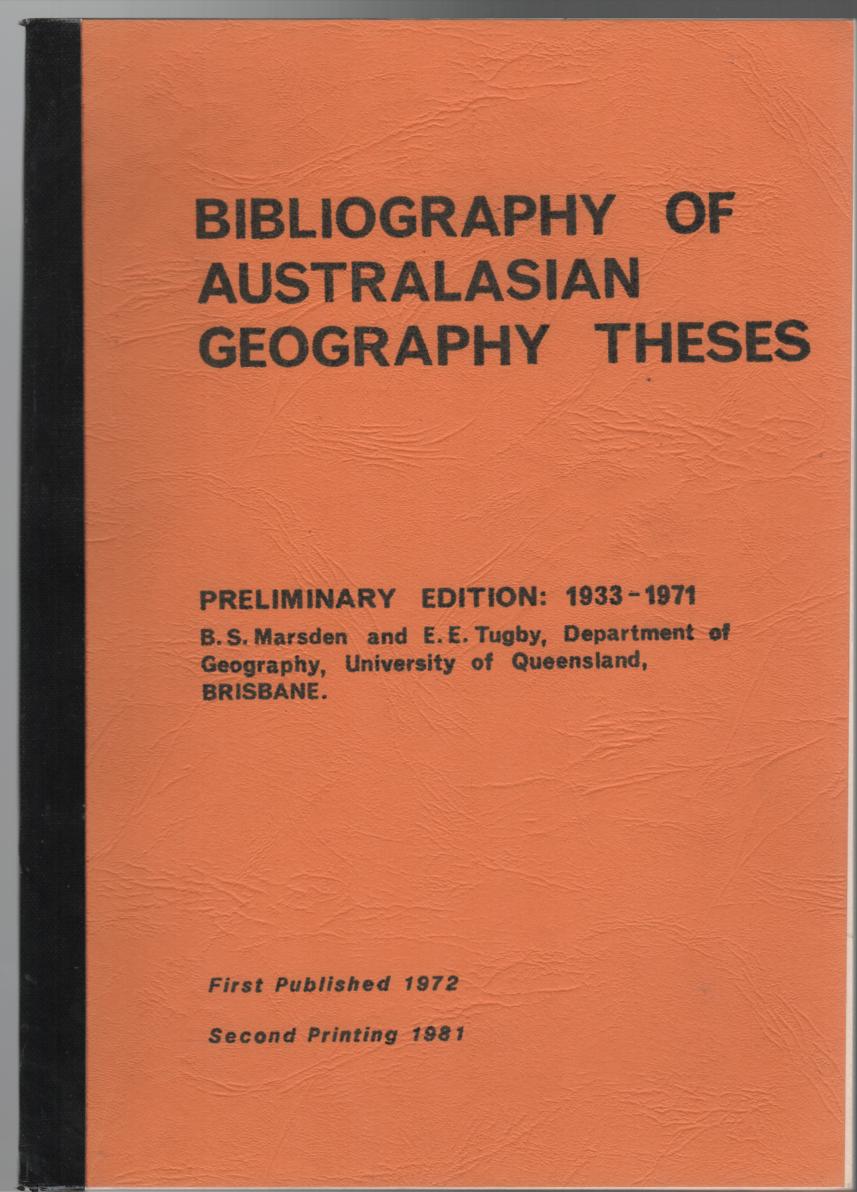 BIBLIOGRAPHY OF
AUSTRALASIAN
GEOGRAPHY THESES
PRELIMINARY EDITION: 1933-1971
B.S. Marsden and E.E. Tugby, Department of
Geography, University of Queensland,
BRISBANE.
First Published 1972
Second Printing 1981